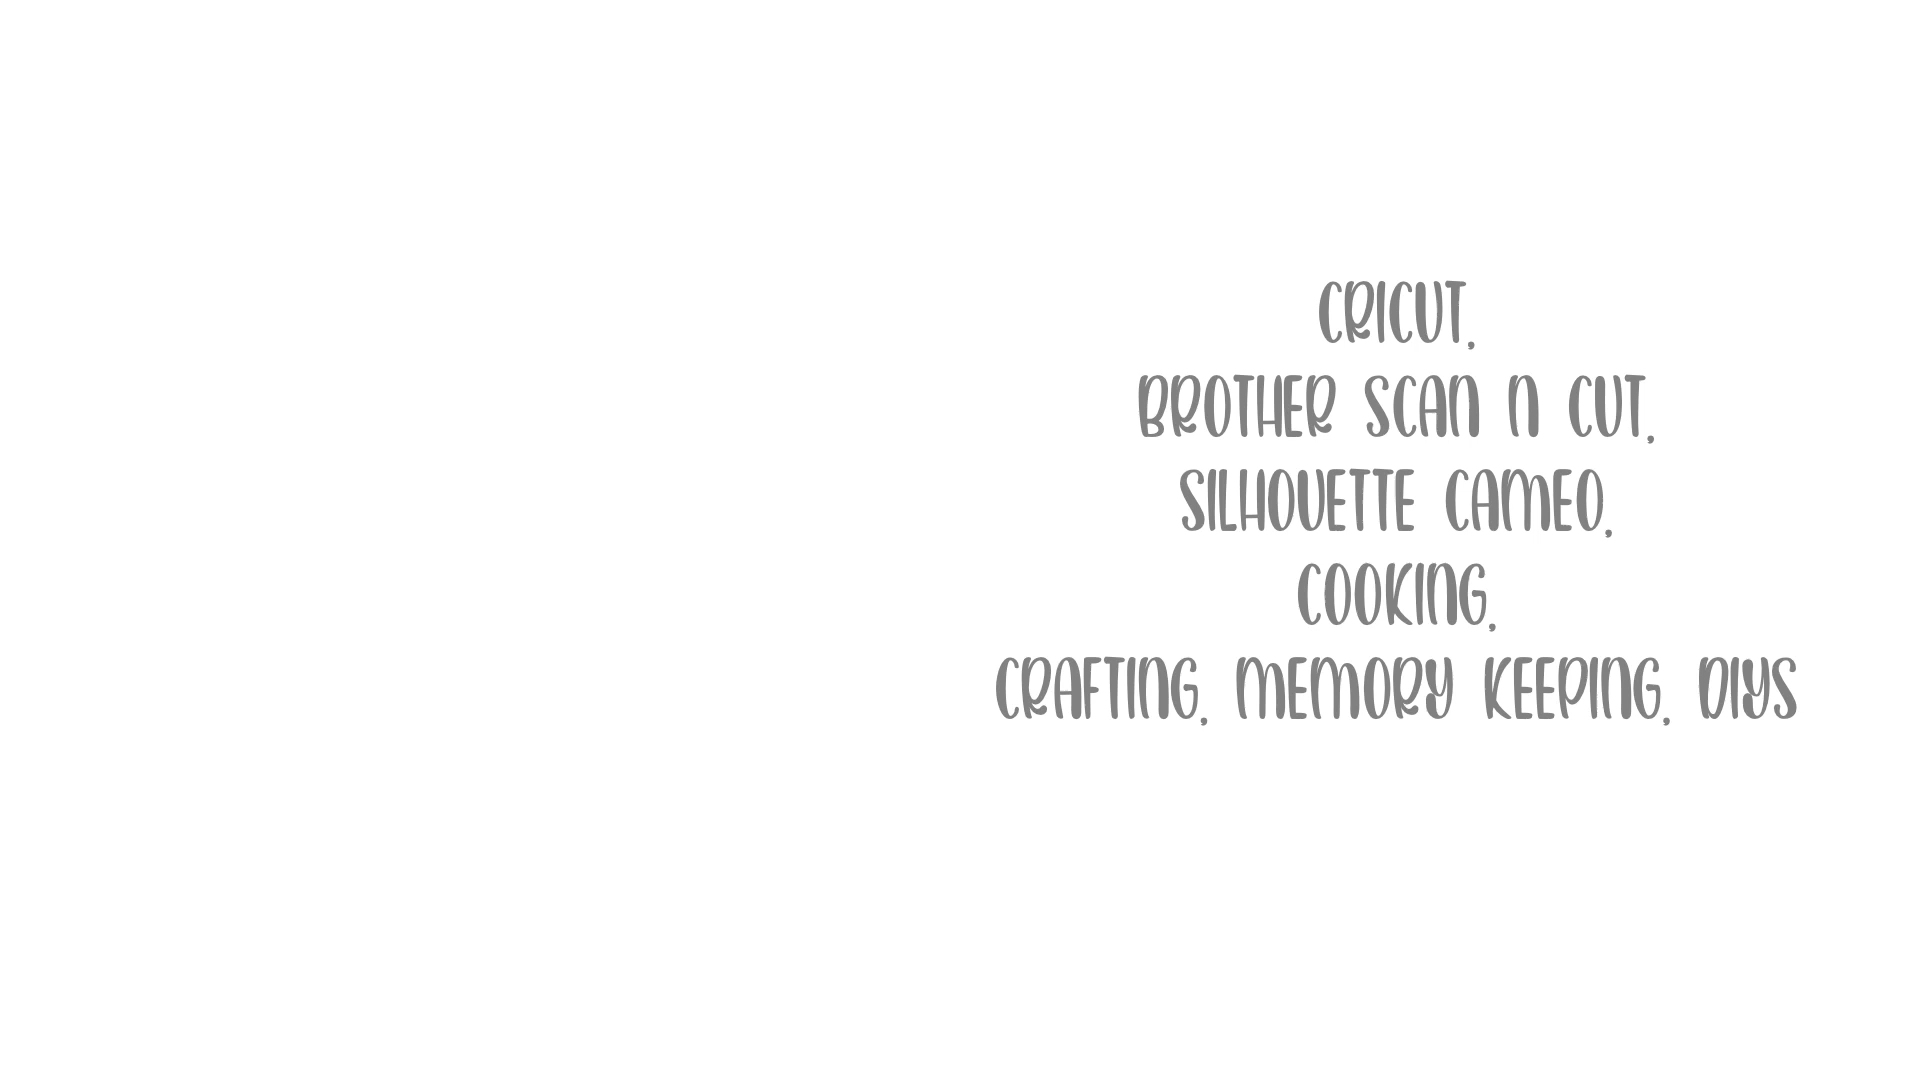 CRICUT,
BROTHER SCAN N CUT,
SILHOUETTE CAMEO,
COOKING,
CRAFTING, MEMORY KEEPING, DIYS